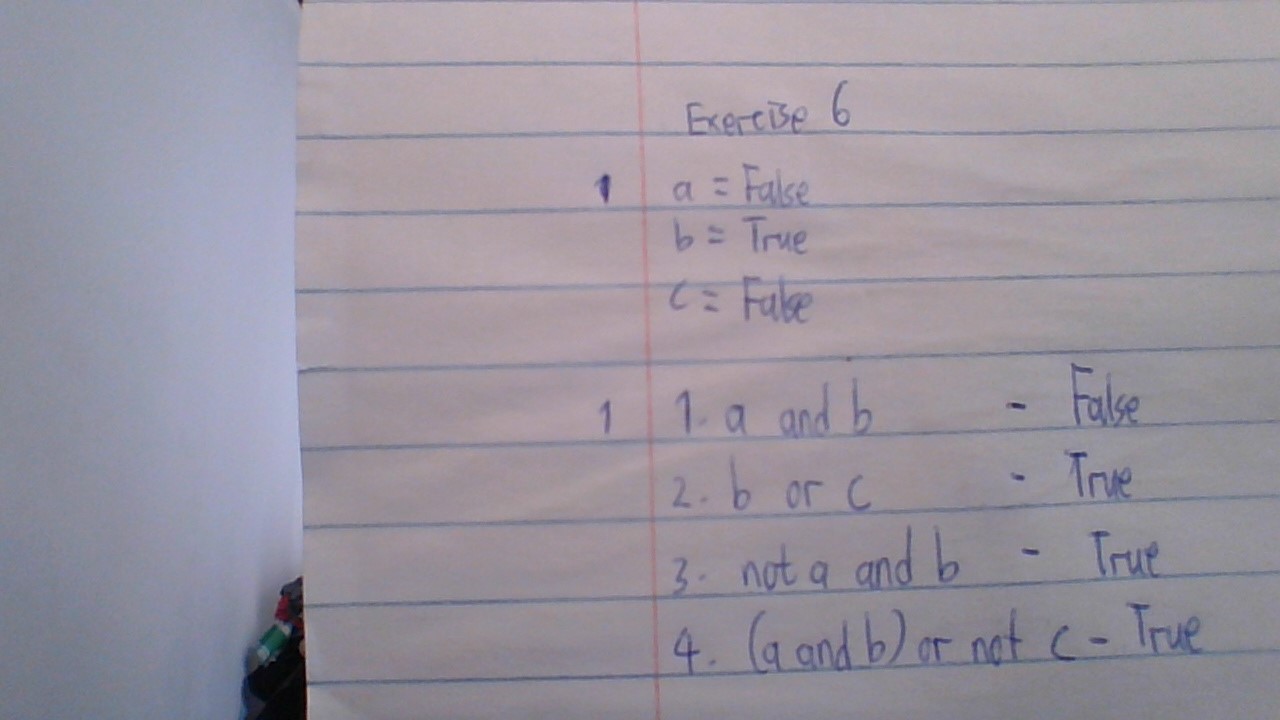 Exercise 6
1 a = False
b = True
c = False
1 1. a and b - False
2. b or c - True
3. not a and b - True
4. (a and b) or not c - True